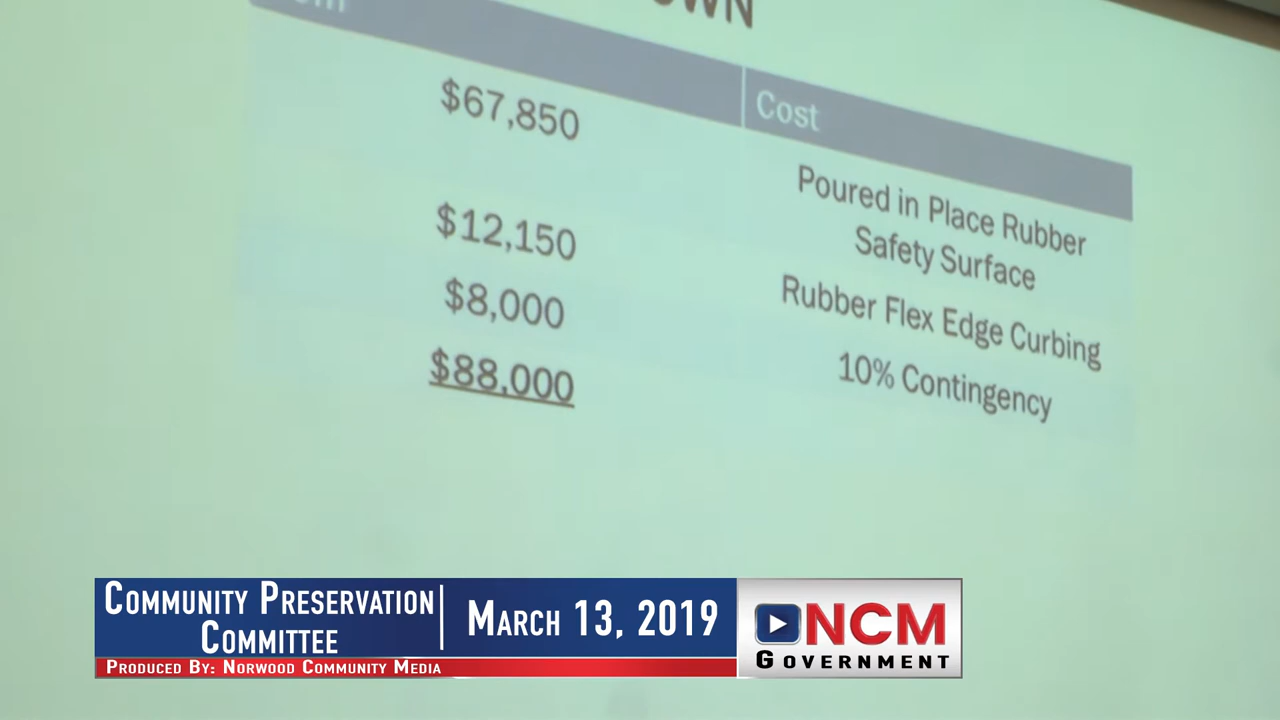 Cost
$67,850
Poured in Place Rubber
Safety Surface
$12,150
Rubber Flex Edge Curbing
$8,000
10% Contingency
$88,000
Community Preservation
Committee
March 13, 2019
Produced By: Norwood Community Media
NCM
Government